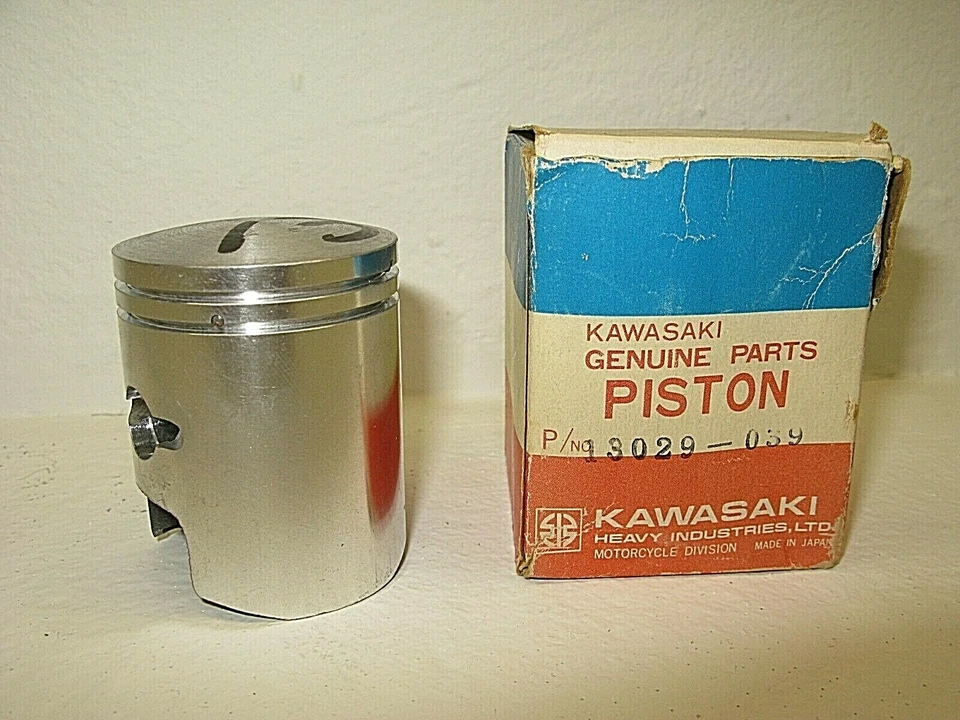 KAWASAKI
GENUINE PARTS
PISTON
P/No 13029-039
KAWASAKI
HEAVY INDUSTRIES, LTD.
MOTORCYCLE DIVISION MADE IN JAPAN